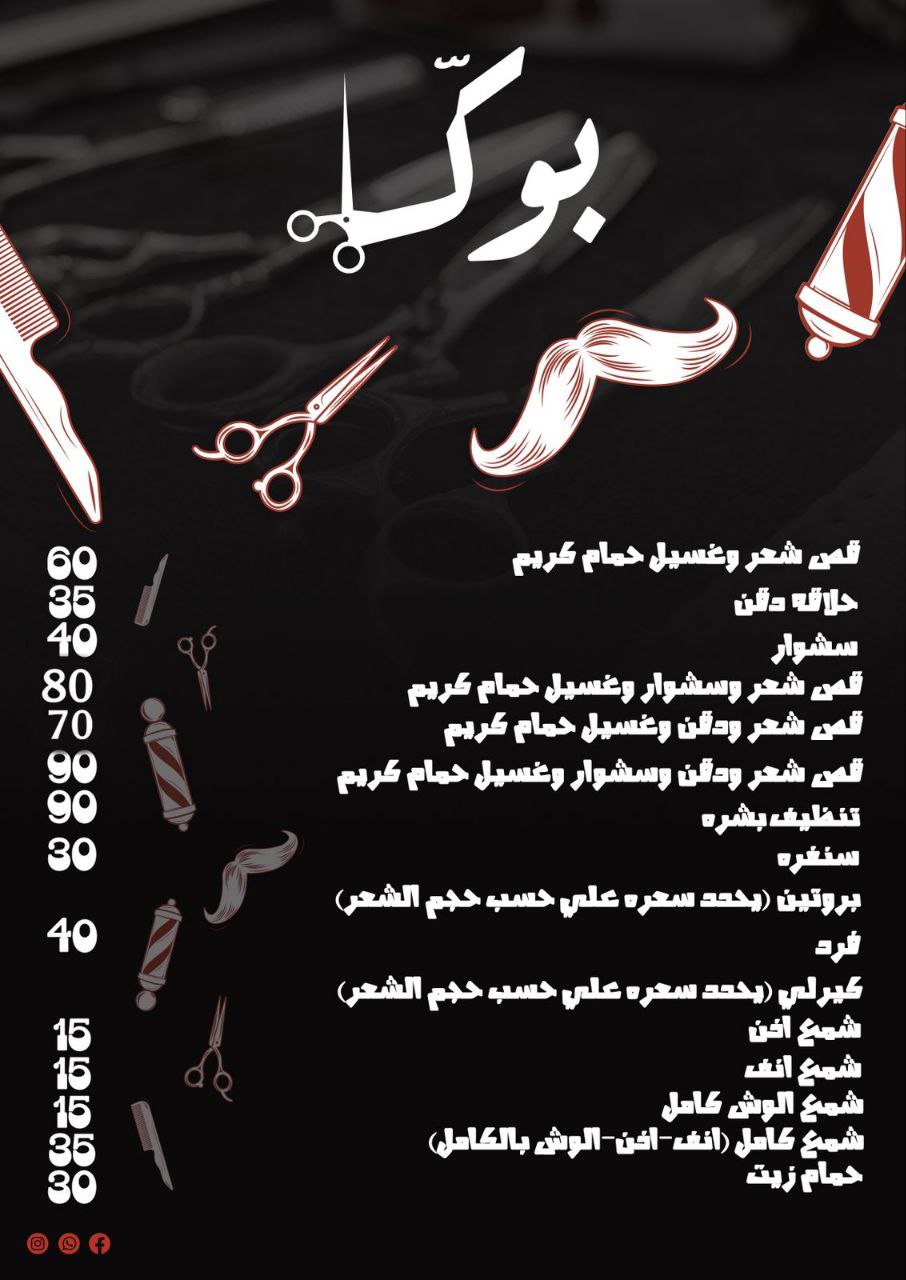 بوكّا
قص شعر وغسيل حمام كريم 60
حلاقه دقن 35
سشوار 40
قص شعر وسشوار وغسيل حمام كريم 80
قص شعر ودقن وغسيل حمام كريم 70
قص شعر ودقن وسشوار وغسيل حمام كريم 90
تنظيف بشره 90
سنفره 30
بروتين (يحدد سعره علي حسب حجم الشعر)
فرد 40
كيرلي (يحدد سعره علي حسب حجم الشعر)
شمع اذن 15
شمع انف 15
شمع الوش كامل 15
شمع كامل (انف-اذن-الوش بالكامل) 35
حمام زيت 30